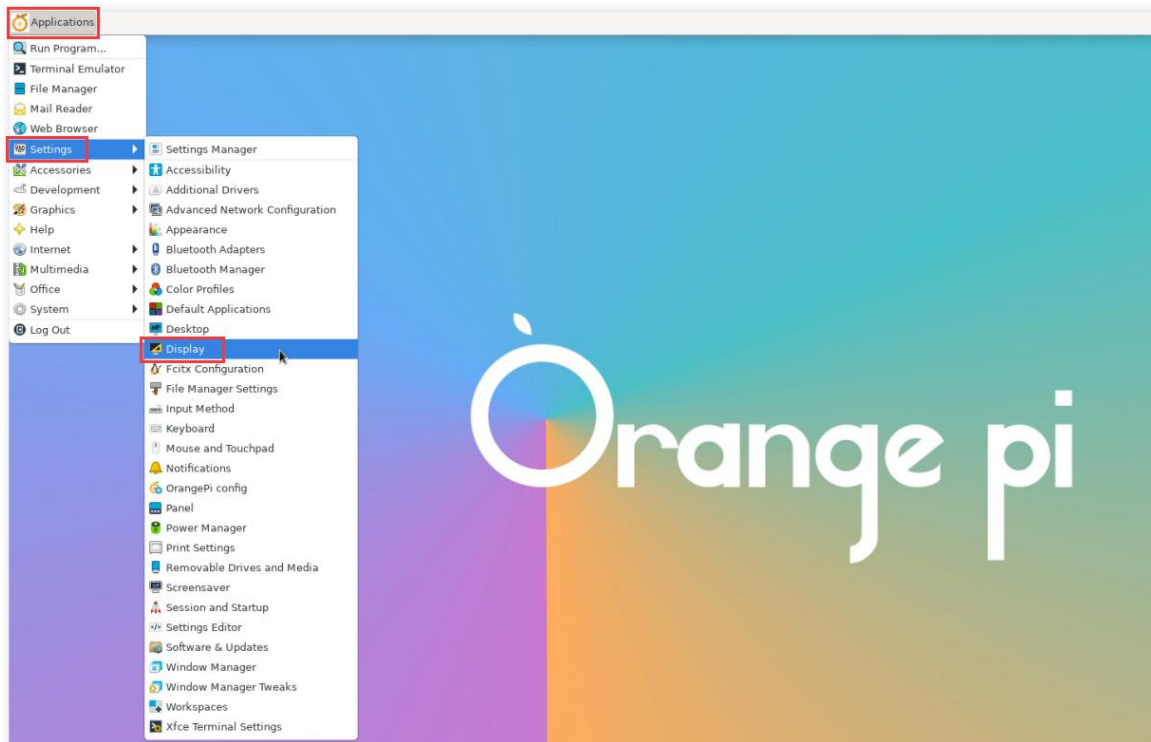 Applications
Run Program...
Terminal Emulator
File Manager
Mail Reader
Web Browser
Settings
Accessories
Development
Graphics
Help
Internet
Multimedia
Office
System
Log Out
Settings Manager
Accessibility
Additional Drivers
Advanced Network Configuration
Appearance
Bluetooth Adapters
Bluetooth Manager
Color Profiles
Default Applications
Desktop
Display
Fcitx Configuration
File Manager Settings
Input Method
Keyboard
Mouse and Touchpad
Notifications
OrangePi config
Panel
Power Manager
Print Settings
Removable Drives and Media
Screensaver
Session and Startup
Settings Editor
Software & Updates
Window Manager
Window Manager Tweaks
Workspaces
Xfce Terminal Settings
Orange pi